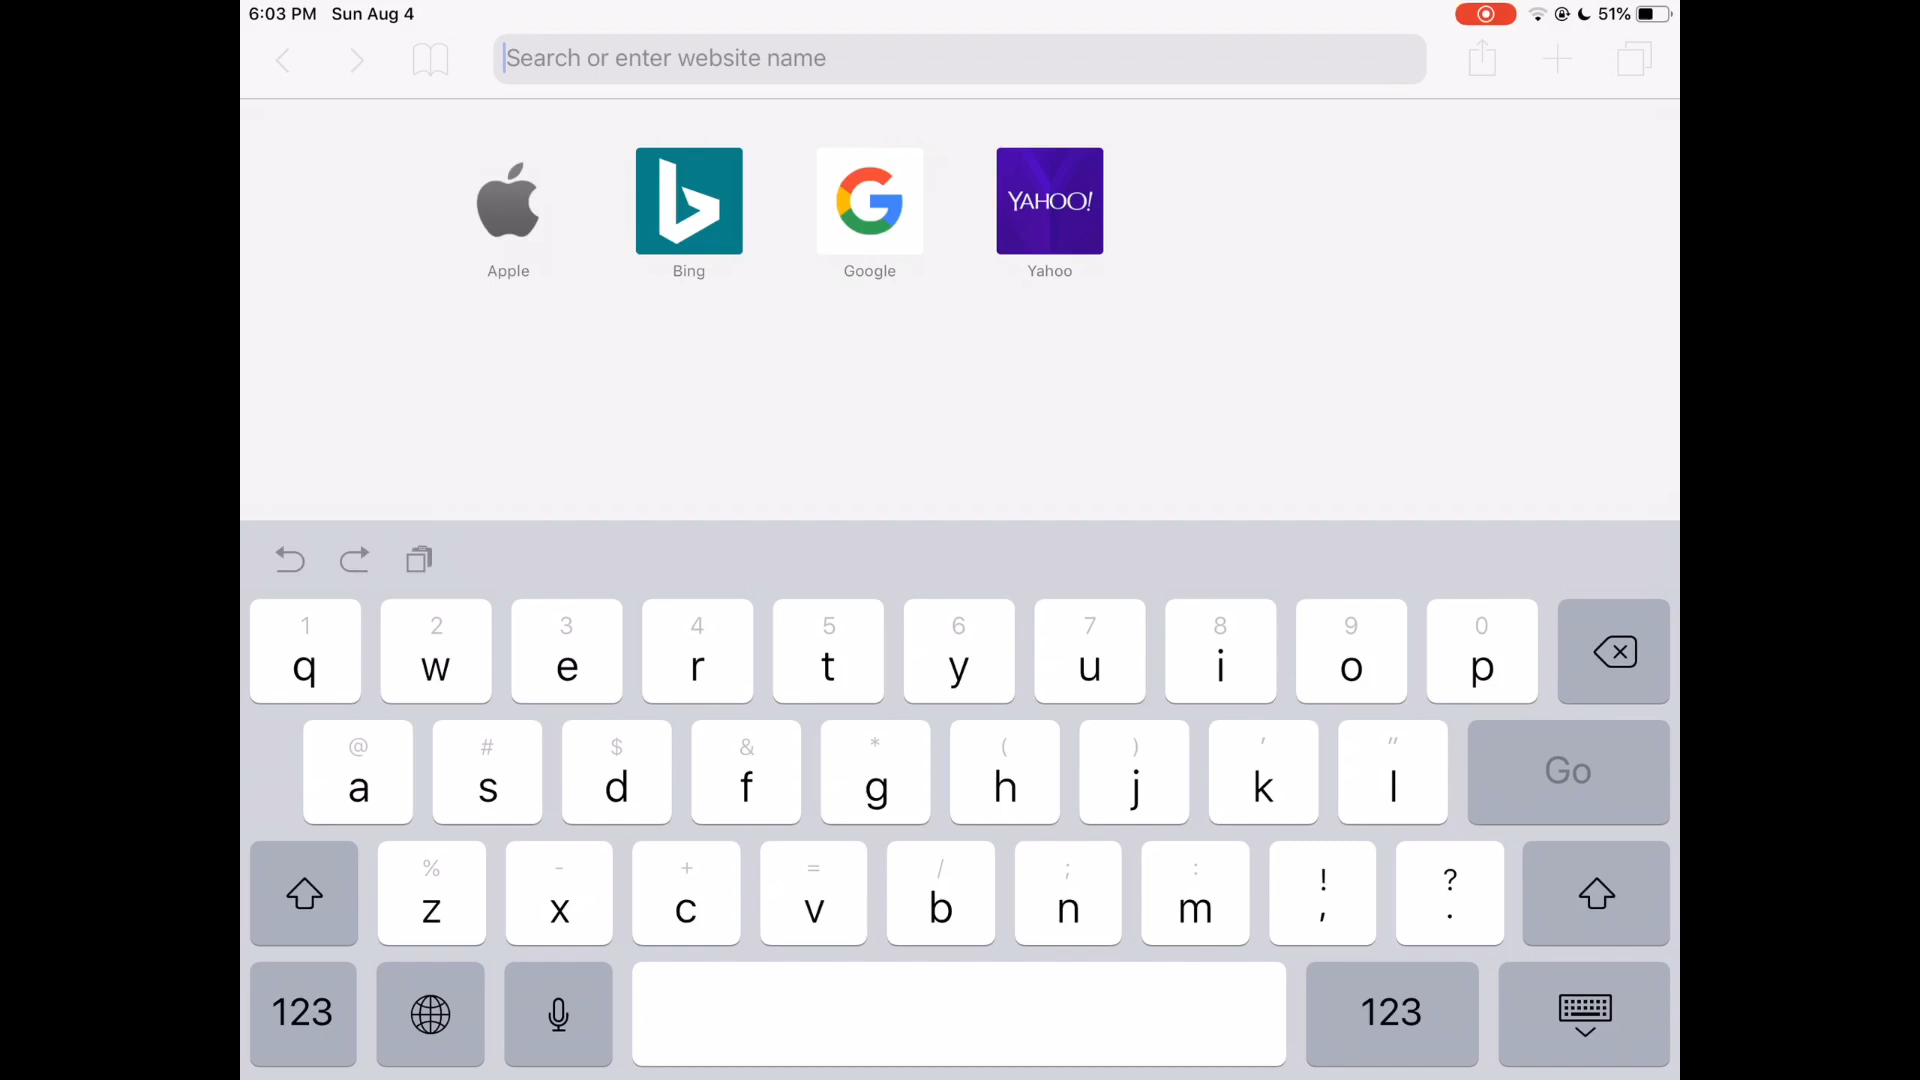 6:03 PM Sun Aug 4 51%
Search or enter website name
YAHOO!
Apple Bing Google Yahoo
1 2 3 4 5 6 7 8 9 0
q w e r t y u i o p
@ # $ & * ( ) ' "
a s d f g h j k l Go
% - + = / ; : ! ?
z x c v b n m , .
123 123